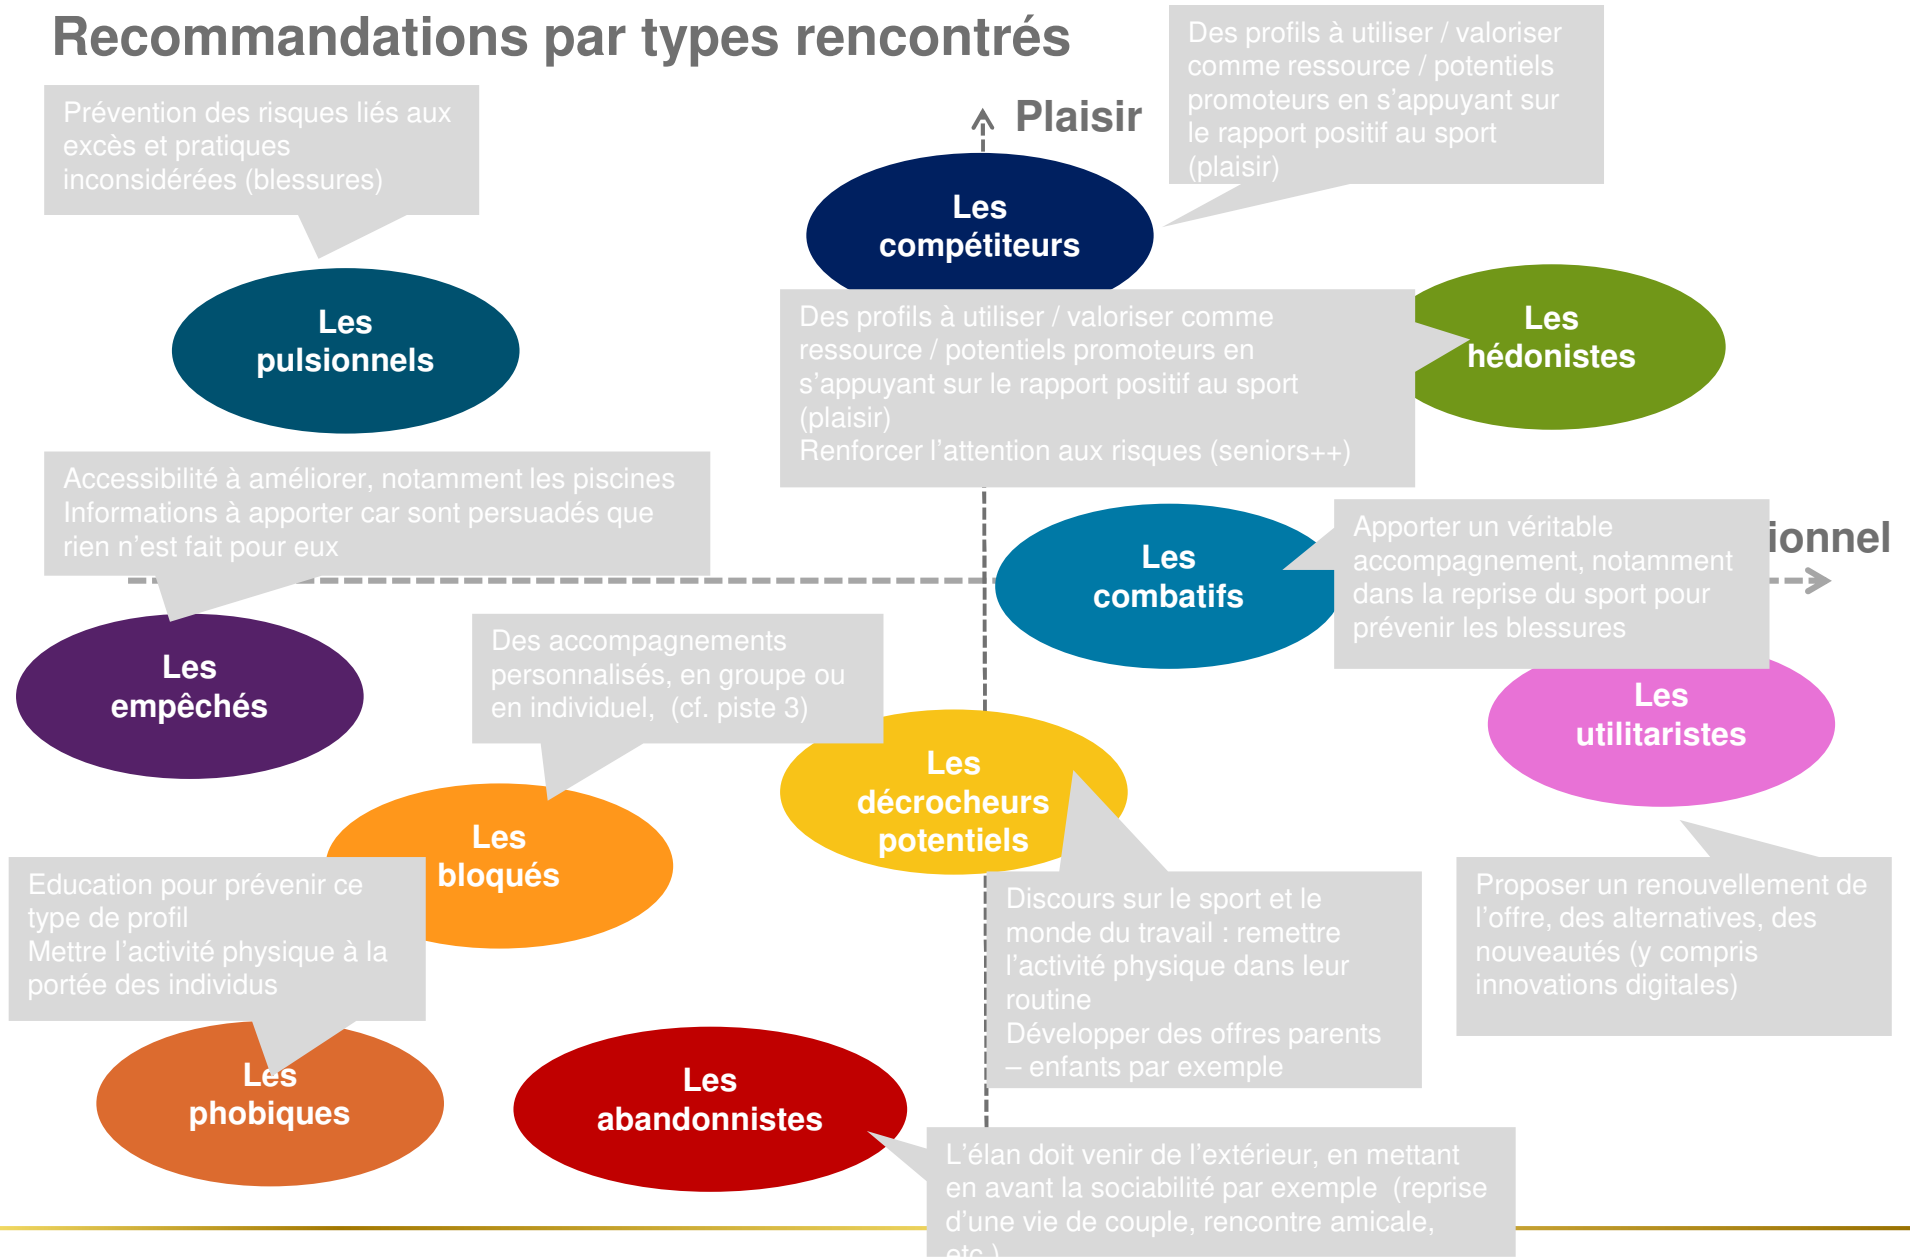 Recommandations par types rencontrés
Des profils à utiliser / valoriser
comme ressource / potentiels
promoteurs en s'appuyant sur
le rapport positif au sport
(plaisir)
Prévention des risques liés aux
excès et pratiques
inconsidérées (blessures)
Plaisir
Les
compétiteurs
Les
pulsionnels
Des profils à utiliser / valoriser comme
ressource / potentiels promoteurs en
s'appuyant sur le rapport positif au sport
(plaisir)
Renforcer l'attention aux risques (seniors++)
Les
hédonistes
Accessibilité à améliorer, notamment les piscines
Informations à apporter car sont persuadés que
rien n'est fait pour eux
Les
combatifs
Apporter un véritable
accompagnement, notamment
dans la reprise du sport pour
prévenir les blessures
ionnel
Les
empêchés
Des accompagnements
personnalisés, en groupe ou
en individuel,  (cf. piste 3)
Les
utilitaristes
Les
décrocheurs
potentiels
Les
bloqués
Education pour prévenir ce
type de profil
Mettre l'activité physique à la
portée des individus
Discours sur le sport et le
monde du travail : remettre
l'activité physique dans leur
routine
Développer des offres parents
– enfants par exemple
Proposer un renouvellement de
l'offre, des alternatives, des
nouveautés (y compris
innovations digitales)
Les
phobiques
Les
abandonnistes
L'élan doit venir de l'extérieur, en mettant
en avant la sociabilité par exemple  (reprise
d'une vie de couple, rencontre amicale,
etc.)